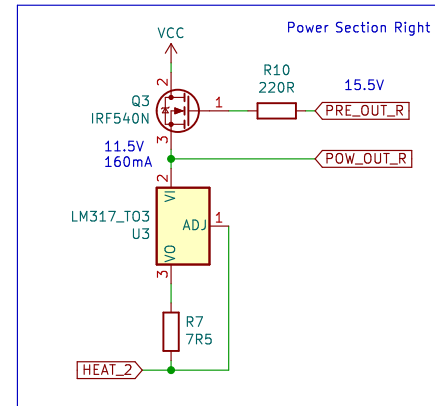 Power Section Right
VCC
2
Q3
IRF540N
1
R10
220R
15.5V
PRE_OUT_R
3
11.5V
160mA
POW_OUT_R
2
VI
LM317_TO3
U3
ADJ
1
VO
3
R7
7R5
HEAT_2